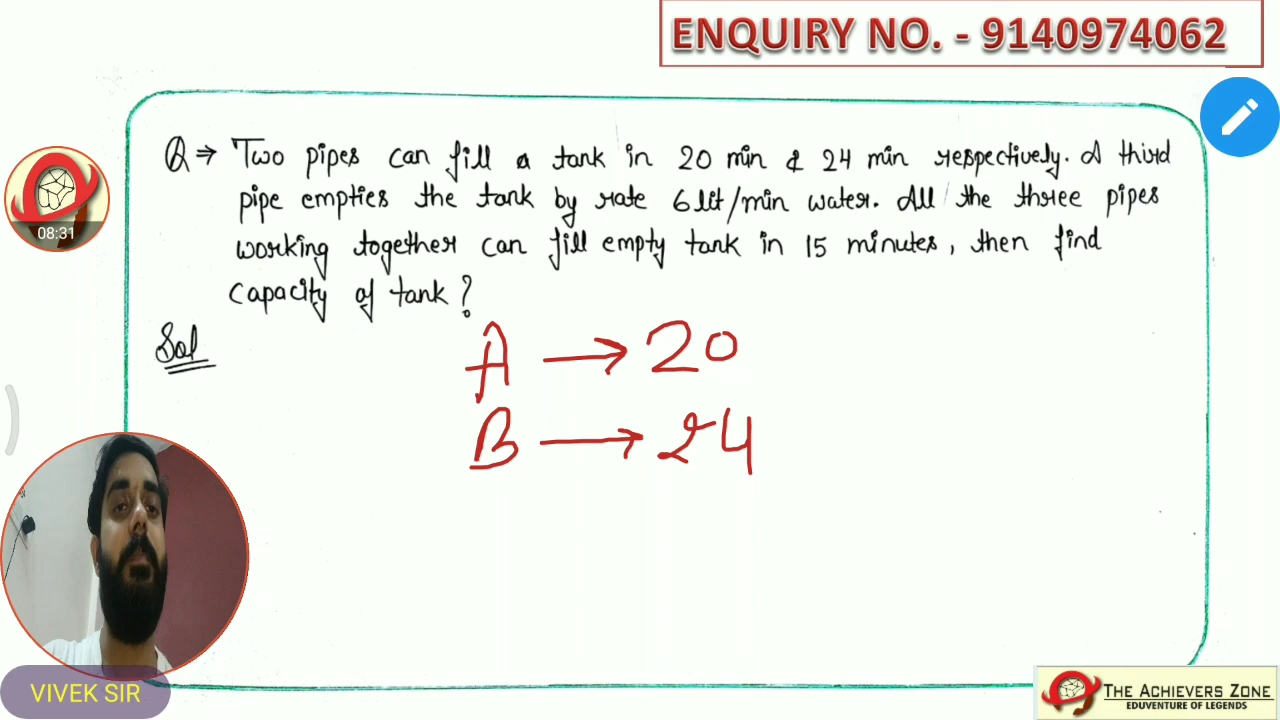 ENQUIRY NO. - 9140974062
Q ⇒ Two pipes can fill a tank in 20 min & 24 min respectively. A third
pipe empties the tank by rate 6 lit/min water. All the three pipes
working together can fill empty tank in 15 minutes, then find
capacity of tank?
08:31
Sol
A → 20
B → 24
VIVEK SIR
THE ACHIEVERS ZONE
EDUVENTURE OF LEGENDS